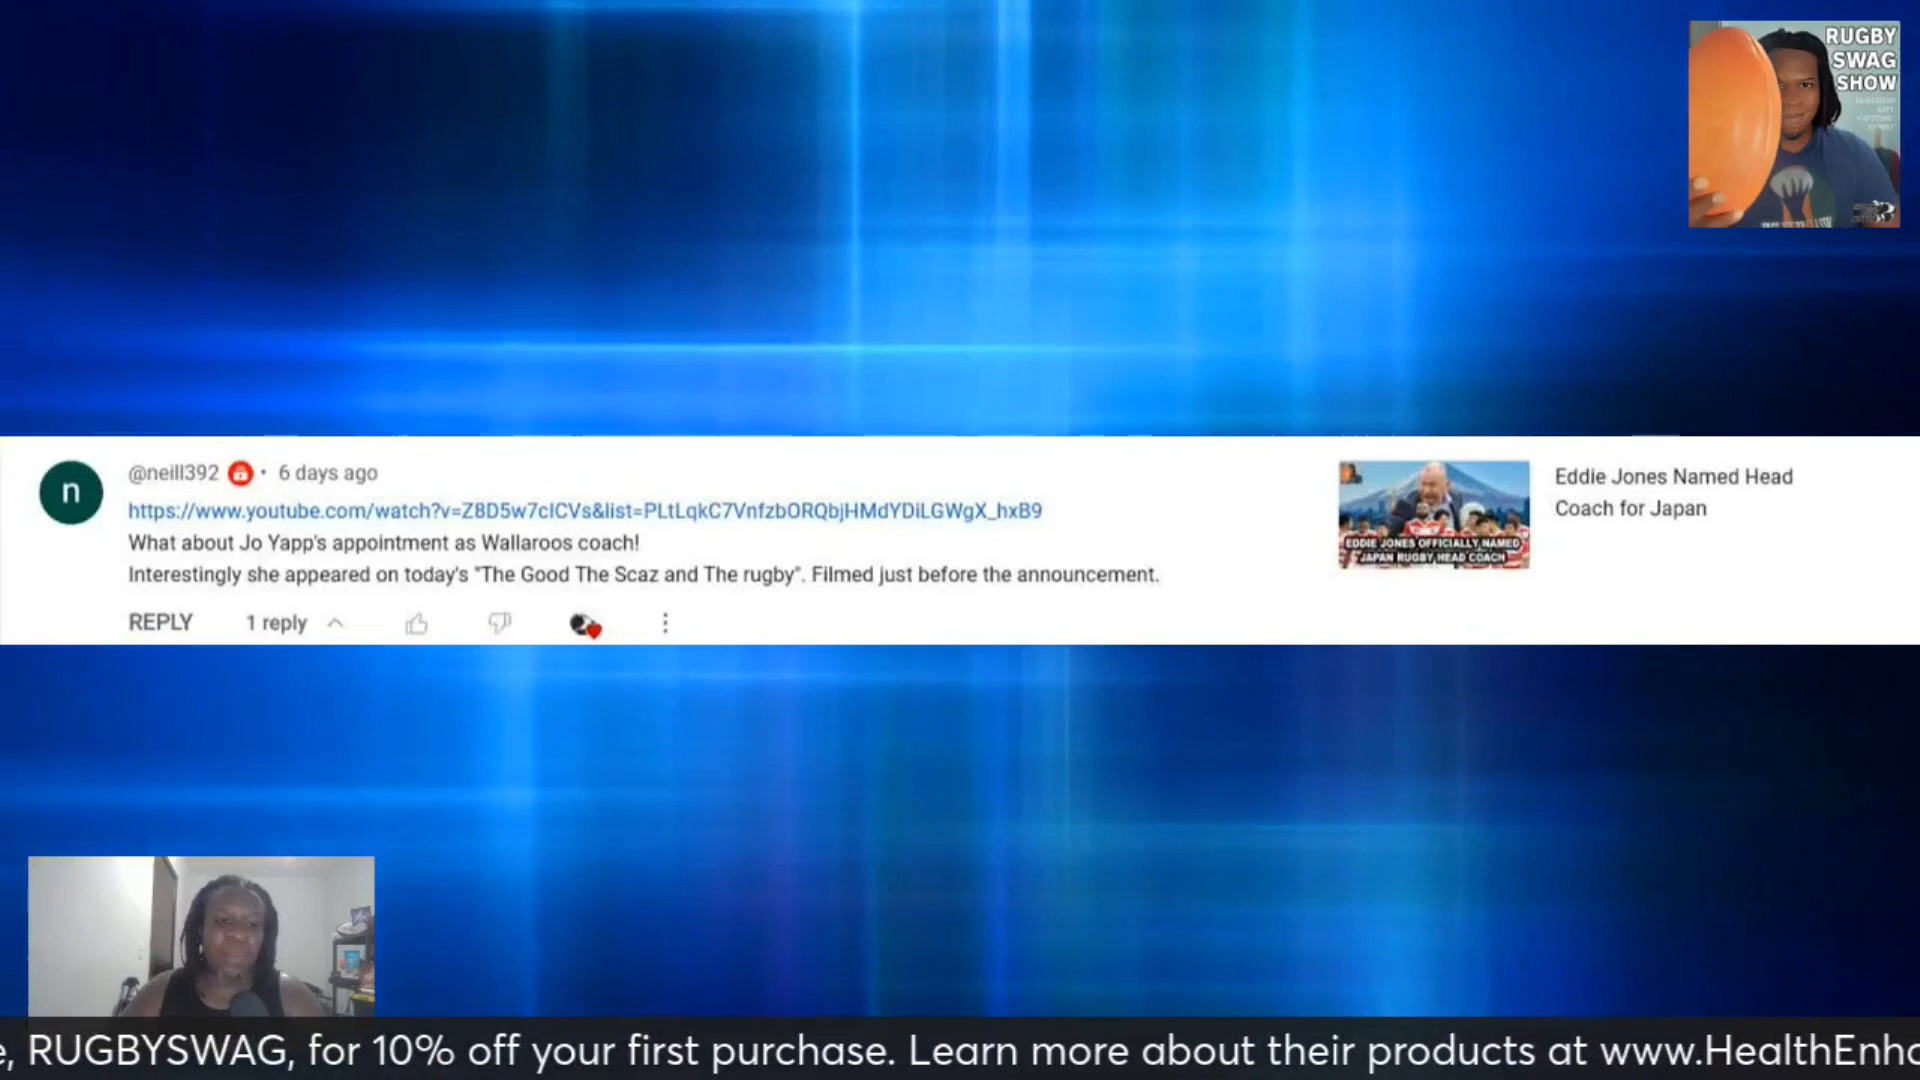 RUGBY
SWAG
SHOW
n
@neill392 · 6 days ago
https://www.youtube.com/watch?v=Z8D5w7cICVs&list=PLtLqkC7VnfzbORQbjHMdYDiLGWgX_hxB9
What about Jo Yapp's appointment as Wallaroos coach!
Interestingly she appeared on today's "The Good The Scaz and The rugby". Filmed just before the announcement.
REPLY 1 reply
EDDIE JONES OFFICIALLY NAMED
JAPAN RUGBY HEAD COACH
Eddie Jones Named Head
Coach for Japan
e, RUGBYSWAG, for 10% off your first purchase. Learn more about their products at www.HealthEnha